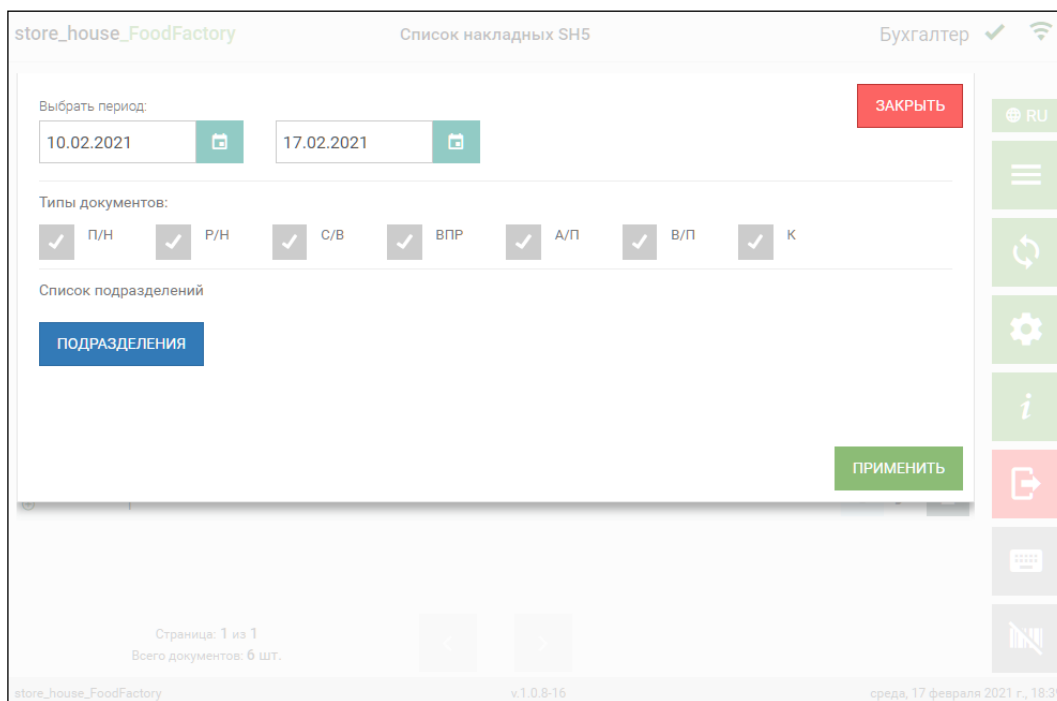 store_house_FoodFactory Список накладных SH5 Бухгалтер
Выбрать период: ЗАКРЫТЬ
RU
10.02.2021 17.02.2021
Типы документов:
П/Н Р/Н С/В ВПР А/П В/П К
Список подразделений
ПОДРАЗДЕЛЕНИЯ
i
ПРИМЕНИТЬ
Страница: 1 из 1
Всего документов: 6 шт.
store_house_FoodFactory v.1.0.8-16 среда, 17 февраля 2021 г., 18:39